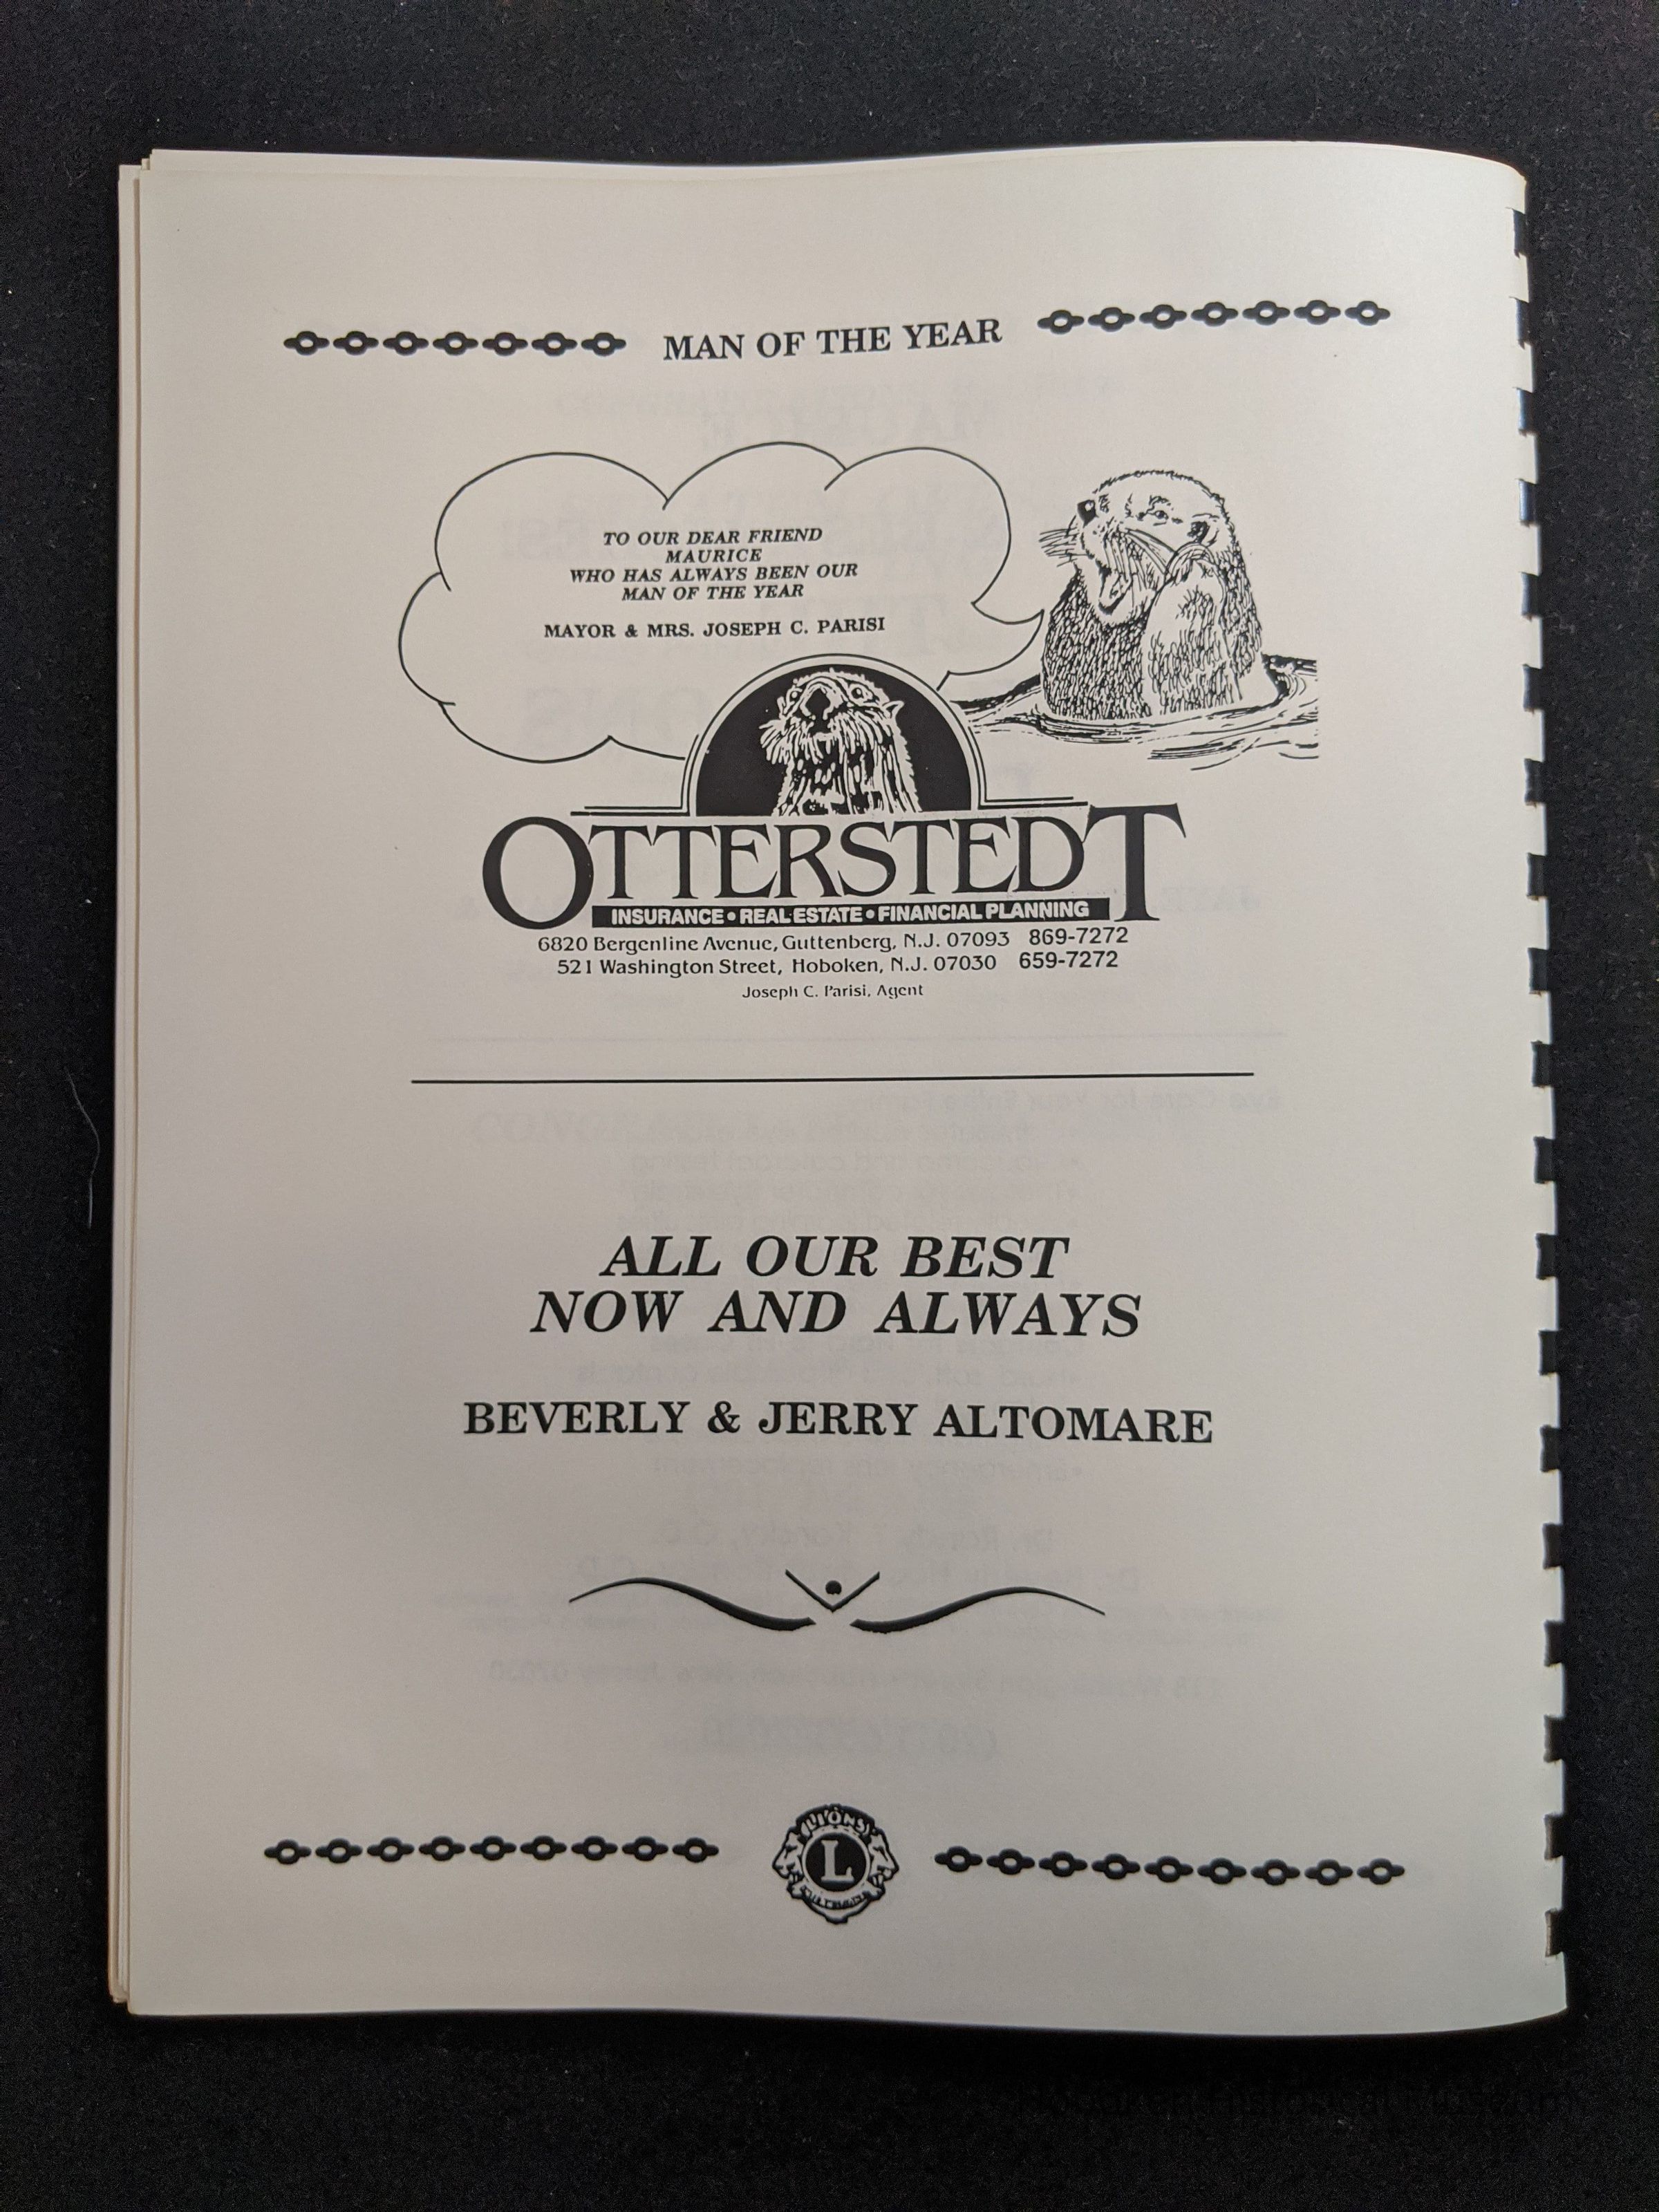 MAN OF THE YEAR
TO OUR DEAR FRIEND
MAURICE
WHO HAS ALWAYS BEEN OUR
MAN OF THE YEAR
MAYOR & MRS. JOSEPH C. PARISI
OTTERSTEDT
INSURANCE • REAL ESTATE • FINANCIAL PLANNING
6820 Bergenline Avenue, Guttenberg, N.J. 07093 869-7272
521 Washington Street, Hoboken, N.J. 07030 659-7272
Joseph C. Parisi, Agent
ALL OUR BEST
NOW AND ALWAYS
BEVERLY & JERRY ALTOMARE
LIONS
L